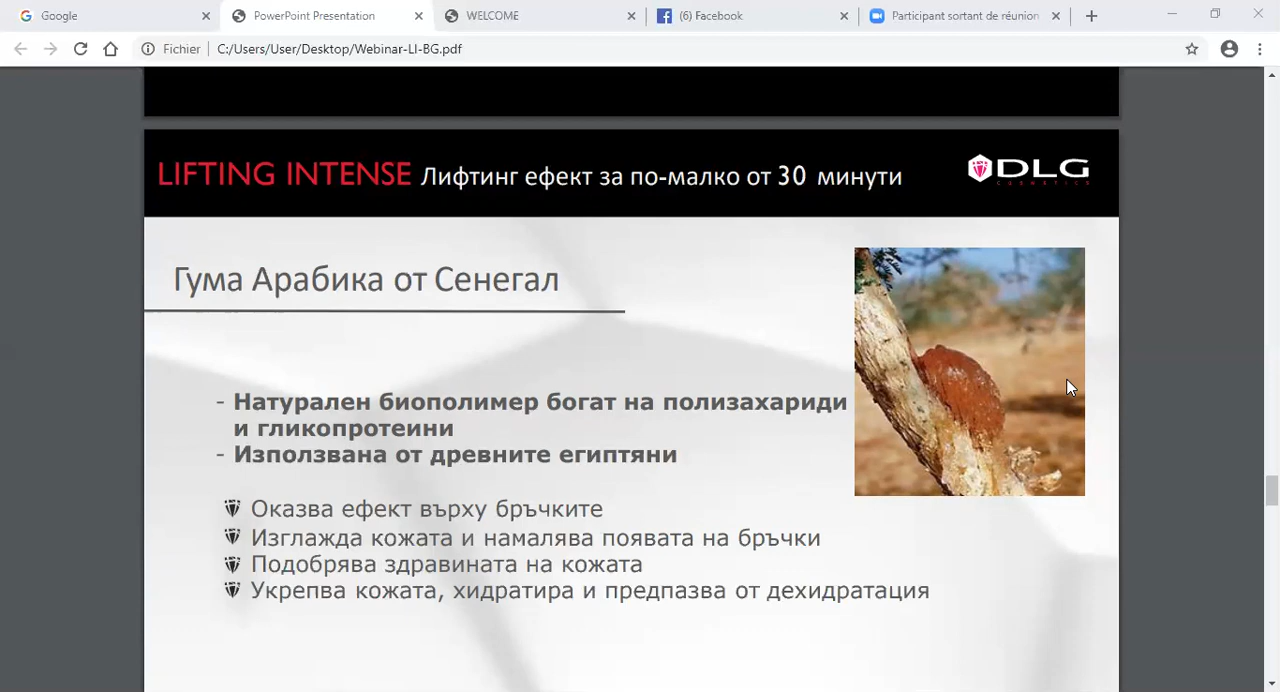 Google
PowerPoint Presentation
WELCOME
(6) Facebook
Participant sortant de réunion
Fichier
C:/Users/User/Desktop/Webinar-LI-BG.pdf
LIFTING INTENSE Лифтинг ефект за по-малко от 30 минути
DLG
COSMETICS
Гума Арабика от Сенегал
- Натурален биополимер богат на полизахариди
и гликопротеини
- Използвана от древните египтяни
Оказва ефект върху бръчките
Изглажда кожата и намалява появата на бръчки
Подобрява здравината на кожата
Укрепва кожата, хидратира и предпазва от дехидратация